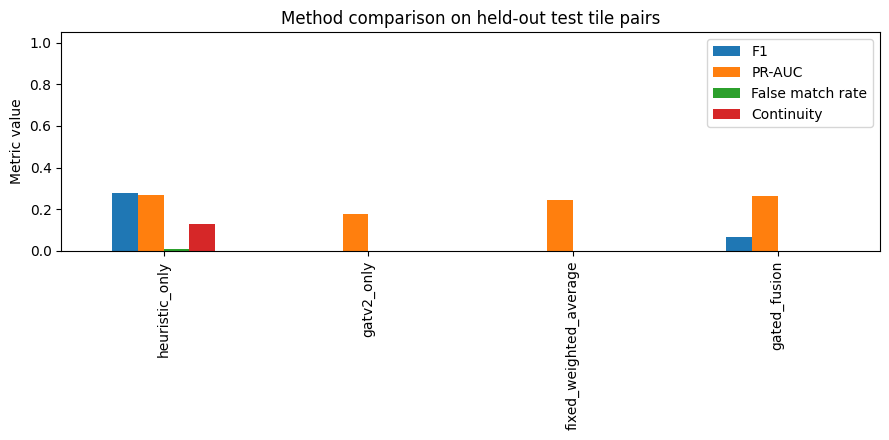 Method comparison on held-out test tile pairs
Metric value
1.0
0.8
0.6
0.4
0.2
0.0
F1
PR-AUC
False match rate
Continuity
heuristic_only
gatv2_only
fixed_weighted_average
gated_fusion